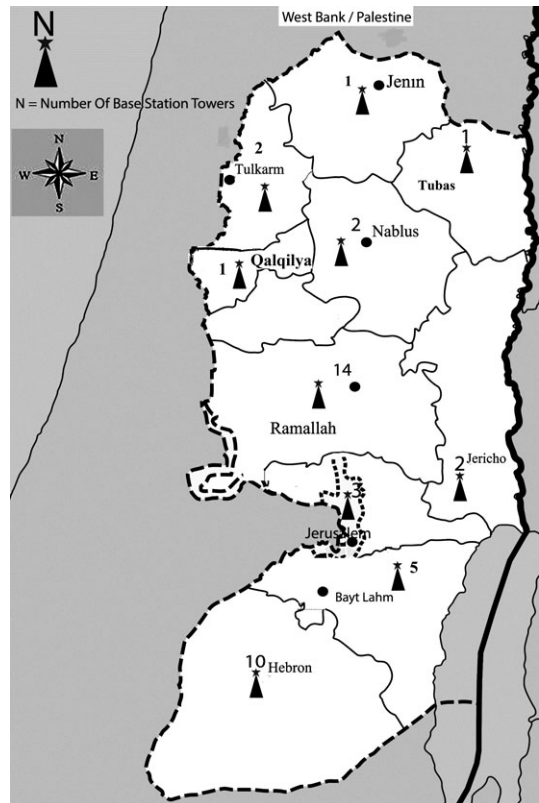 West Bank / Palestine
N
N = Number Of Base Station Towers
N
W E
S
1 Jenın
1
Tubas
2
Tulkarm
2 Nablus
Qalqilya
1
14
Ramallah
2 Jericho
3
Jerusalem
5
Bayt Lahm
10 Hebron